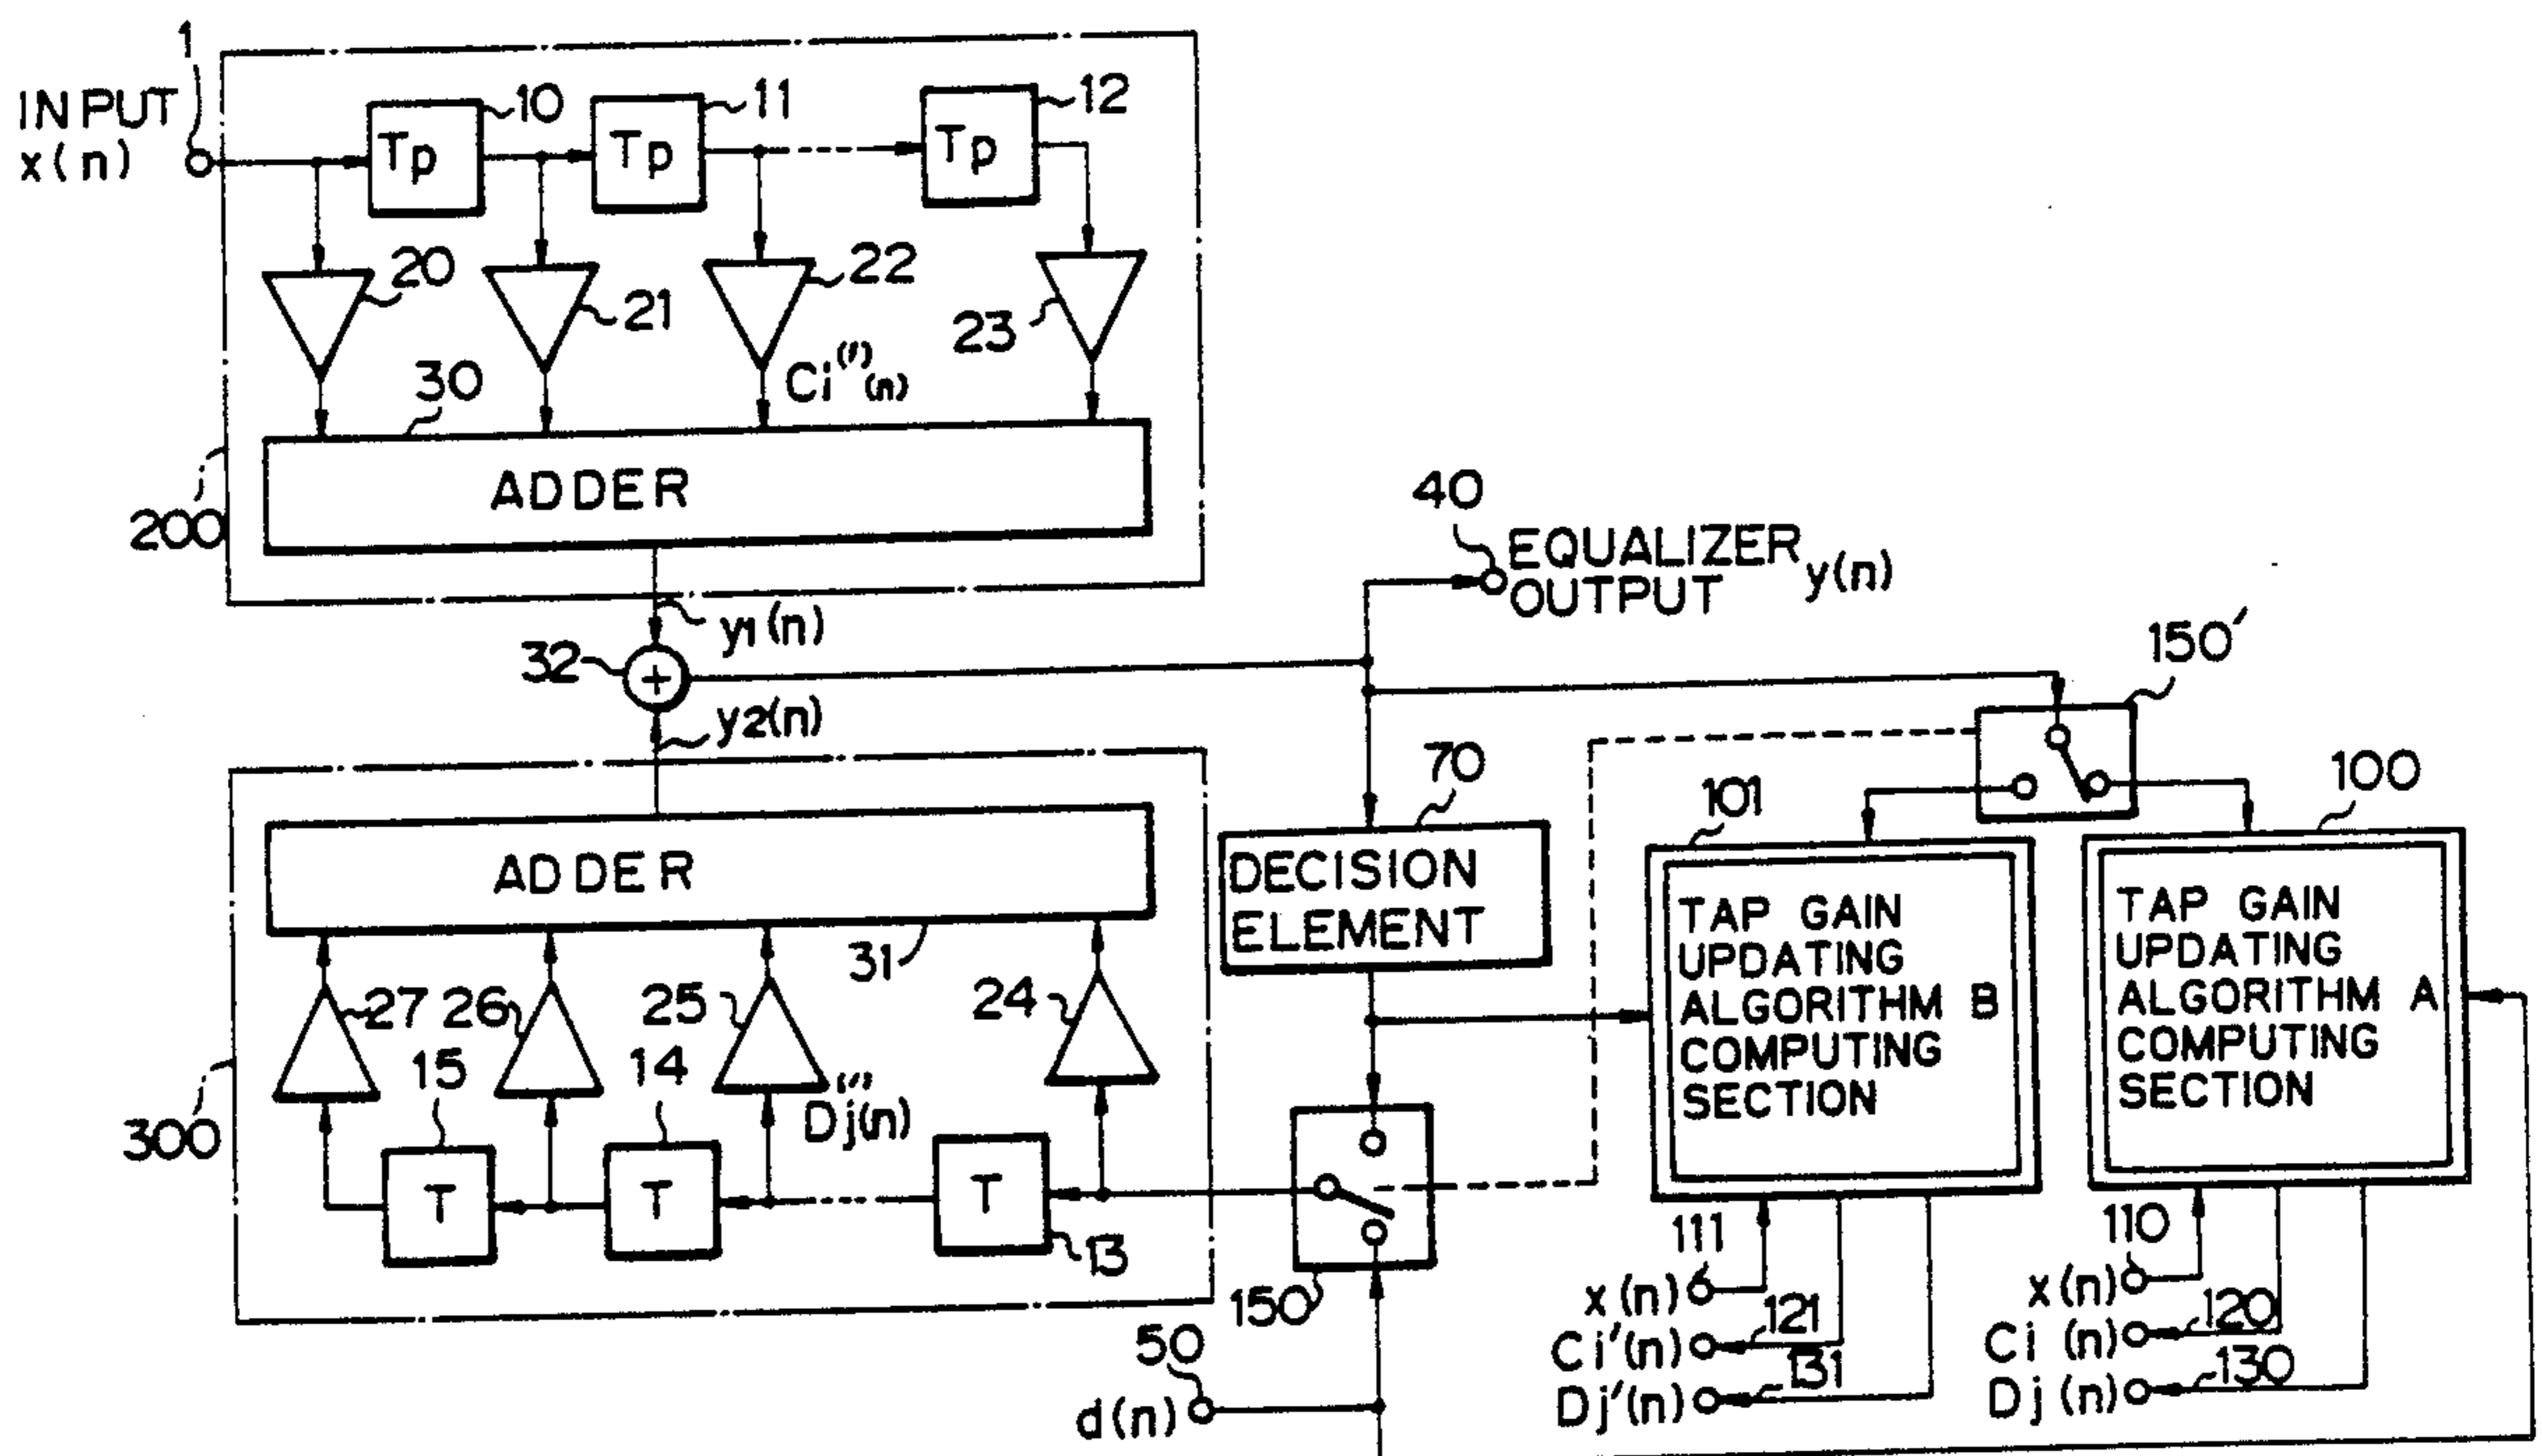 1
INPUT
x(n)
10
11
12
Tp
Tp
Tp
20
21
22
23
Ci(′)(n)
30
ADDER
200
y1(n)
32
+
y2(n)
40
EQUALIZER
OUTPUT
y(n)
150′
70
DECISION
ELEMENT
101
TAP GAIN
UPDATING
ALGORITHM B
COMPUTING
SECTION
100
TAP GAIN
UPDATING
ALGORITHM A
COMPUTING
SECTION
ADDER
31
27
26
25
24
15
14
Dj(′)(n)
300
T
T
T
13
150
50
d(n)
111
x(n)
Ci′(n)
121
Dj′(n)
131
110
x(n)
Ci (n)
120
Dj (n)
130